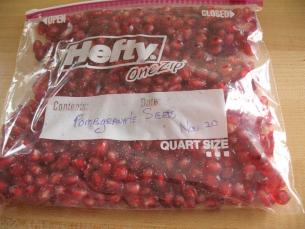 OPEN CLOSED
Hefty
OneZip
Contents: Date:
Pomegranate Seeds Nov. 20
QUART SIZE